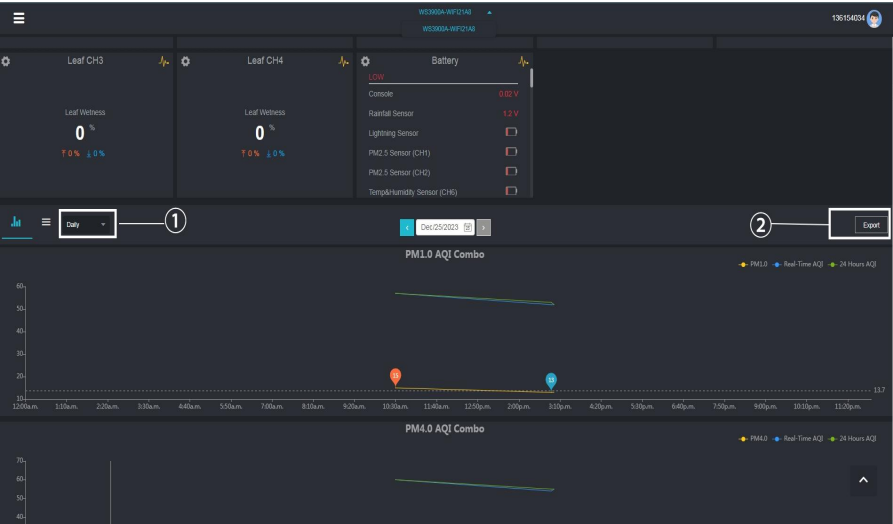 WS3900A-WIFI21A8
136154034
WS3900A-WIFI21A8
Leaf CH3
Leaf Wetness
0 %
0 % 0 %
Leaf CH4
Leaf Wetness
0 %
0 % 0 %
Battery
LOW
Console 0.02 V
Rainfall Sensor 1.2 V
Lightning Sensor
PM2.5 Sensor (CH1)
PM2.5 Sensor (CH2)
Temp&Humidity Sensor (CH6)
Daily
1
Dec/25/2023
2
Export
PM1.0 AQI Combo
PM1.0 Real-Time AQI 24 Hours AQI
60
50
40
30
20
10
15
13
13.7
12:00a.m. 1:10a.m. 2:20a.m. 3:30a.m. 4:40a.m. 5:50a.m. 7:00a.m. 8:10a.m. 9:20a.m. 10:30a.m. 11:40a.m. 12:50p.m. 2:00p.m. 3:10p.m. 4:20p.m. 5:30p.m. 6:40p.m. 7:50p.m. 9:00p.m. 10:10p.m. 11:20p.m.
PM4.0 AQI Combo
PM4.0 Real-Time AQI 24 Hours AQI
70
60
50
40